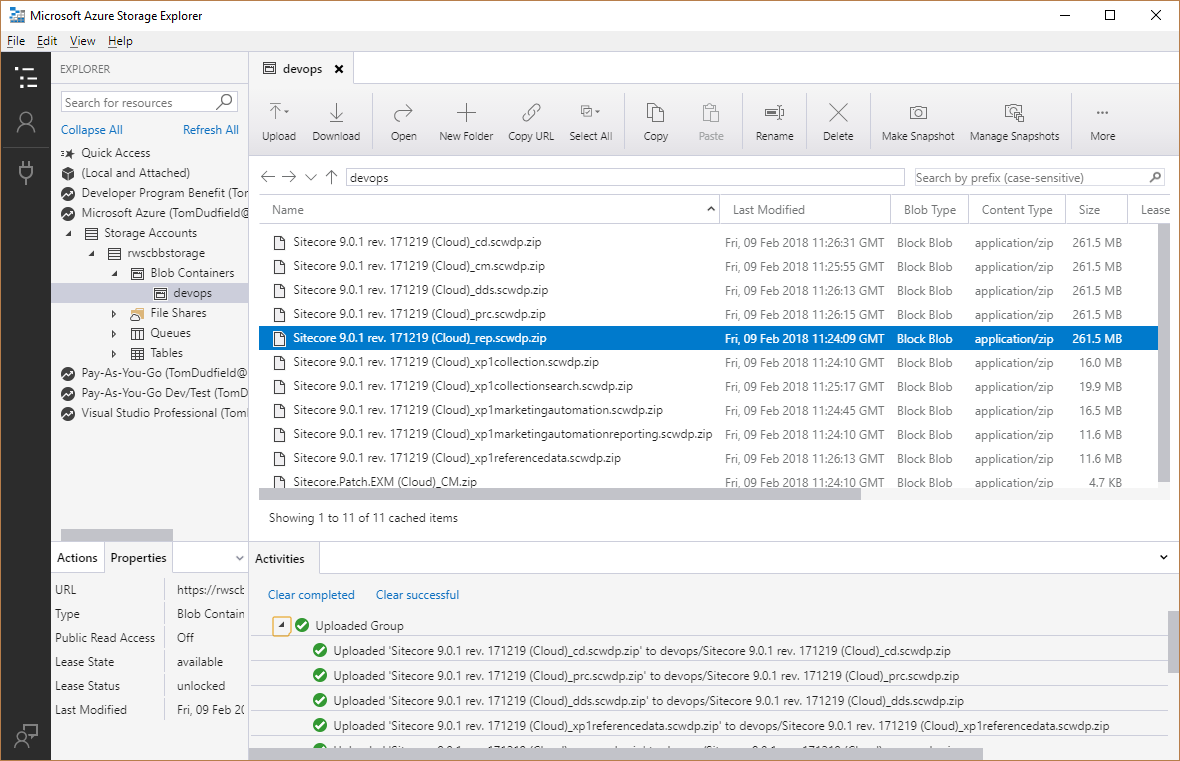 Microsoft Azure Storage Explorer
File Edit View Help
EXPLORER
Search for resources
Collapse All Refresh All
Quick Access
(Local and Attached)
Developer Program Benefit (Tor
Microsoft Azure (TomDudfield@
Storage Accounts
rwscbbstorage
Blob Containers
devops
File Shares
Queues
Tables
Pay-As-You-Go (TomDudfield@
Pay-As-You-Go Dev/Test (TomD
Visual Studio Professional (Toml
devops
Upload Download Open New Folder Copy URL Select All Copy Paste Rename Delete Make Snapshot Manage Snapshots More
devops Search by prefix (case-sensitive)
Name Last Modified Blob Type Content Type Size Lease
Sitecore 9.0.1 rev. 171219 (Cloud)_cd.scwdp.zip Fri, 09 Feb 2018 11:26:31 GMT Block Blob application/zip 261.5 MB
Sitecore 9.0.1 rev. 171219 (Cloud)_cm.scwdp.zip Fri, 09 Feb 2018 11:25:55 GMT Block Blob application/zip 261.5 MB
Sitecore 9.0.1 rev. 171219 (Cloud)_dds.scwdp.zip Fri, 09 Feb 2018 11:26:13 GMT Block Blob application/zip 261.5 MB
Sitecore 9.0.1 rev. 171219 (Cloud)_prc.scwdp.zip Fri, 09 Feb 2018 11:26:15 GMT Block Blob application/zip 261.5 MB
Sitecore 9.0.1 rev. 171219 (Cloud)_rep.scwdp.zip Fri, 09 Feb 2018 11:24:09 GMT Block Blob application/zip 261.5 MB
Sitecore 9.0.1 rev. 171219 (Cloud)_xp1collection.scwdp.zip Fri, 09 Feb 2018 11:24:10 GMT Block Blob application/zip 16.0 MB
Sitecore 9.0.1 rev. 171219 (Cloud)_xp1collectionsearch.scwdp.zip Fri, 09 Feb 2018 11:25:17 GMT Block Blob application/zip 19.9 MB
Sitecore 9.0.1 rev. 171219 (Cloud)_xp1marketingautomation.scwdp.zip Fri, 09 Feb 2018 11:24:45 GMT Block Blob application/zip 16.5 MB
Sitecore 9.0.1 rev. 171219 (Cloud)_xp1marketingautomationreporting.scwdp.zip Fri, 09 Feb 2018 11:24:10 GMT Block Blob application/zip 11.6 MB
Sitecore 9.0.1 rev. 171219 (Cloud)_xp1referencedata.scwdp.zip Fri, 09 Feb 2018 11:26:13 GMT Block Blob application/zip 11.6 MB
Sitecore.Patch.EXM (Cloud)_CM.zip Fri, 09 Feb 2018 11:24:10 GMT Block Blob application/zip 4.7 KB
Showing 1 to 11 of 11 cached items
Actions Properties
URL https://rwscb
Type Blob Contain
Public Read Access Off
Lease State available
Lease Status unlocked
Last Modified Fri, 09 Feb 20
Activities
Clear completed Clear successful
Uploaded Group
Uploaded 'Sitecore 9.0.1 rev. 171219 (Cloud)_cd.scwdp.zip' to devops/Sitecore 9.0.1 rev. 171219 (Cloud)_cd.scwdp.zip
Uploaded 'Sitecore 9.0.1 rev. 171219 (Cloud)_prc.scwdp.zip' to devops/Sitecore 9.0.1 rev. 171219 (Cloud)_prc.scwdp.zip
Uploaded 'Sitecore 9.0.1 rev. 171219 (Cloud)_dds.scwdp.zip' to devops/Sitecore 9.0.1 rev. 171219 (Cloud)_dds.scwdp.zip
Uploaded 'Sitecore 9.0.1 rev. 171219 (Cloud)_xp1referencedata.scwdp.zip' to devops/Sitecore 9.0.1 rev. 171219 (Cloud)_xp1referencedata.scwdp.zip